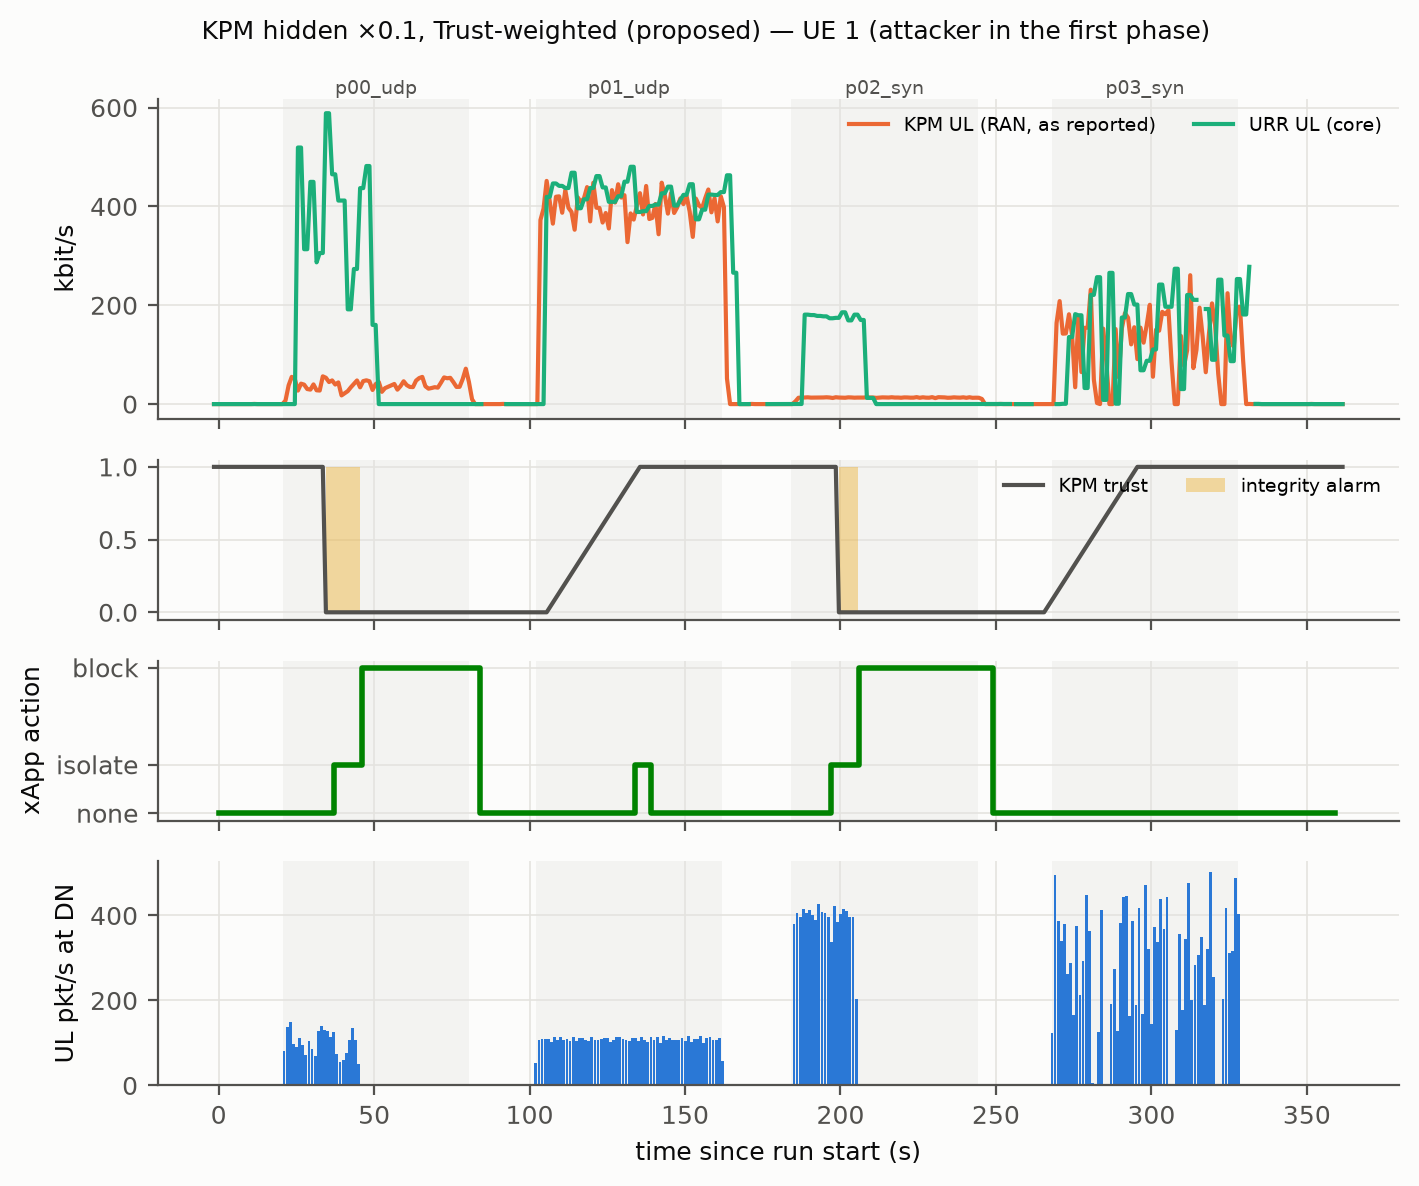 KPM hidden ×0.1, Trust-weighted (proposed) — UE 1 (attacker in the first phase)
p00_udp p01_udp p02_syn p03_syn
600
KPM UL (RAN, as reported) URR UL (core)
400
kbit/s
200
0
1.0
KPM trust integrity alarm
0.5
0.0
block
xApp action
isolate
none
400
UL pkt/s at DN
200
0
0 50 100 150 200 250 300 350
time since run start (s)